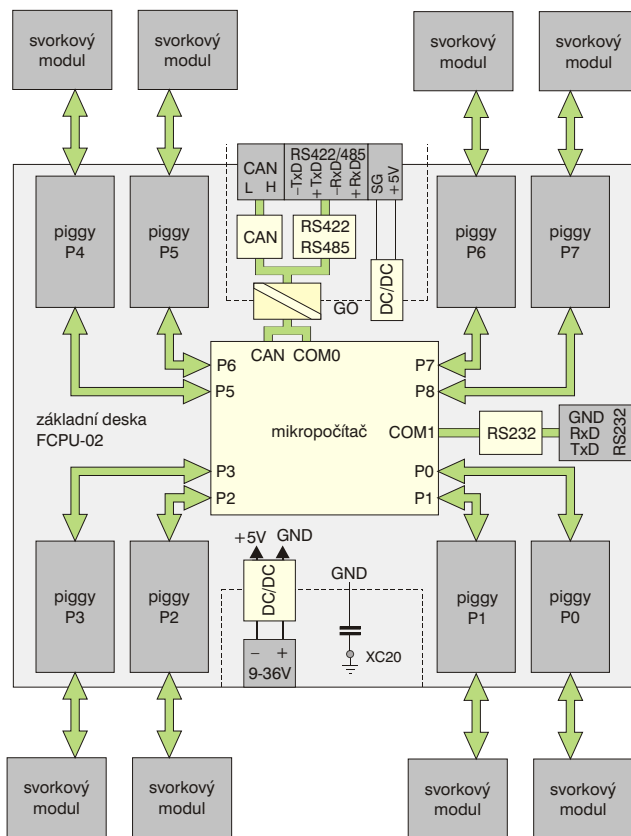 svorkový
modul
svorkový
modul
svorkový
modul
svorkový
modul
CAN
L H
RS422/485
−TxD
+TxD
−RxD
+RxD
SG
+5V
piggy
P4
piggy
P5
CAN
RS422
RS485
DC/DC
GO
piggy
P6
piggy
P7
CAN COM0
P6
P5
P7
P8
základní deska
FCPU-02
mikropočítač
COM1
RS232
GND
RxD
TxD
RS232
P3
P2
P0
P1
piggy
P3
piggy
P2
+5V GND
DC/DC
− +
9-36V
GND
XC20
piggy
P1
piggy
P0
svorkový
modul
svorkový
modul
svorkový
modul
svorkový
modul